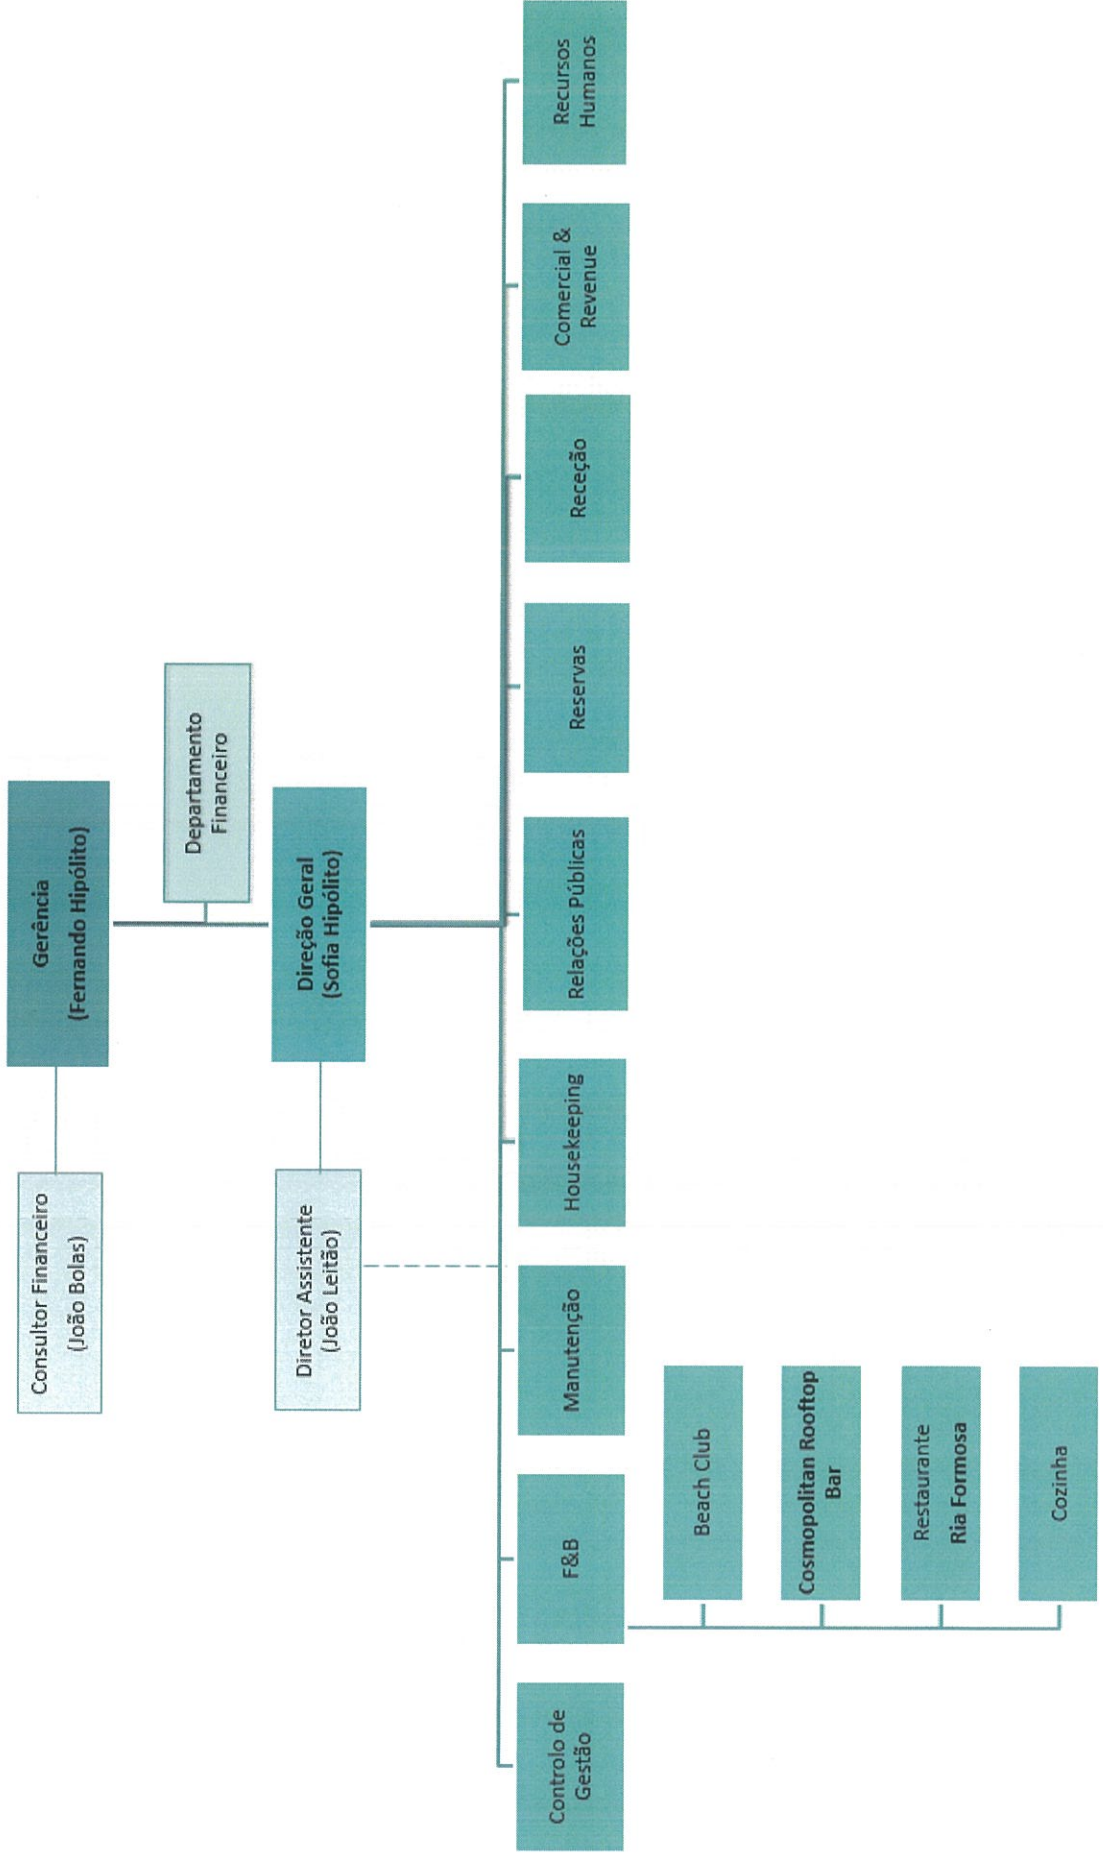 Gerência
(Fernando Hipólito)
Consultor Financeiro
(João Bolas)
Departamento
Financeiro
Direção Geral
(Sofia Hipólito)
Diretor Assistente
(João Leitão)
Controlo de
Gestão
F&B
Manutenção
Housekeeping
Relações Públicas
Reservas
Receção
Comercial &
Revenue
Recursos
Humanos
Beach Club
Cosmopolitan Rooftop
Bar
Restaurante
Ria Formosa
Cozinha